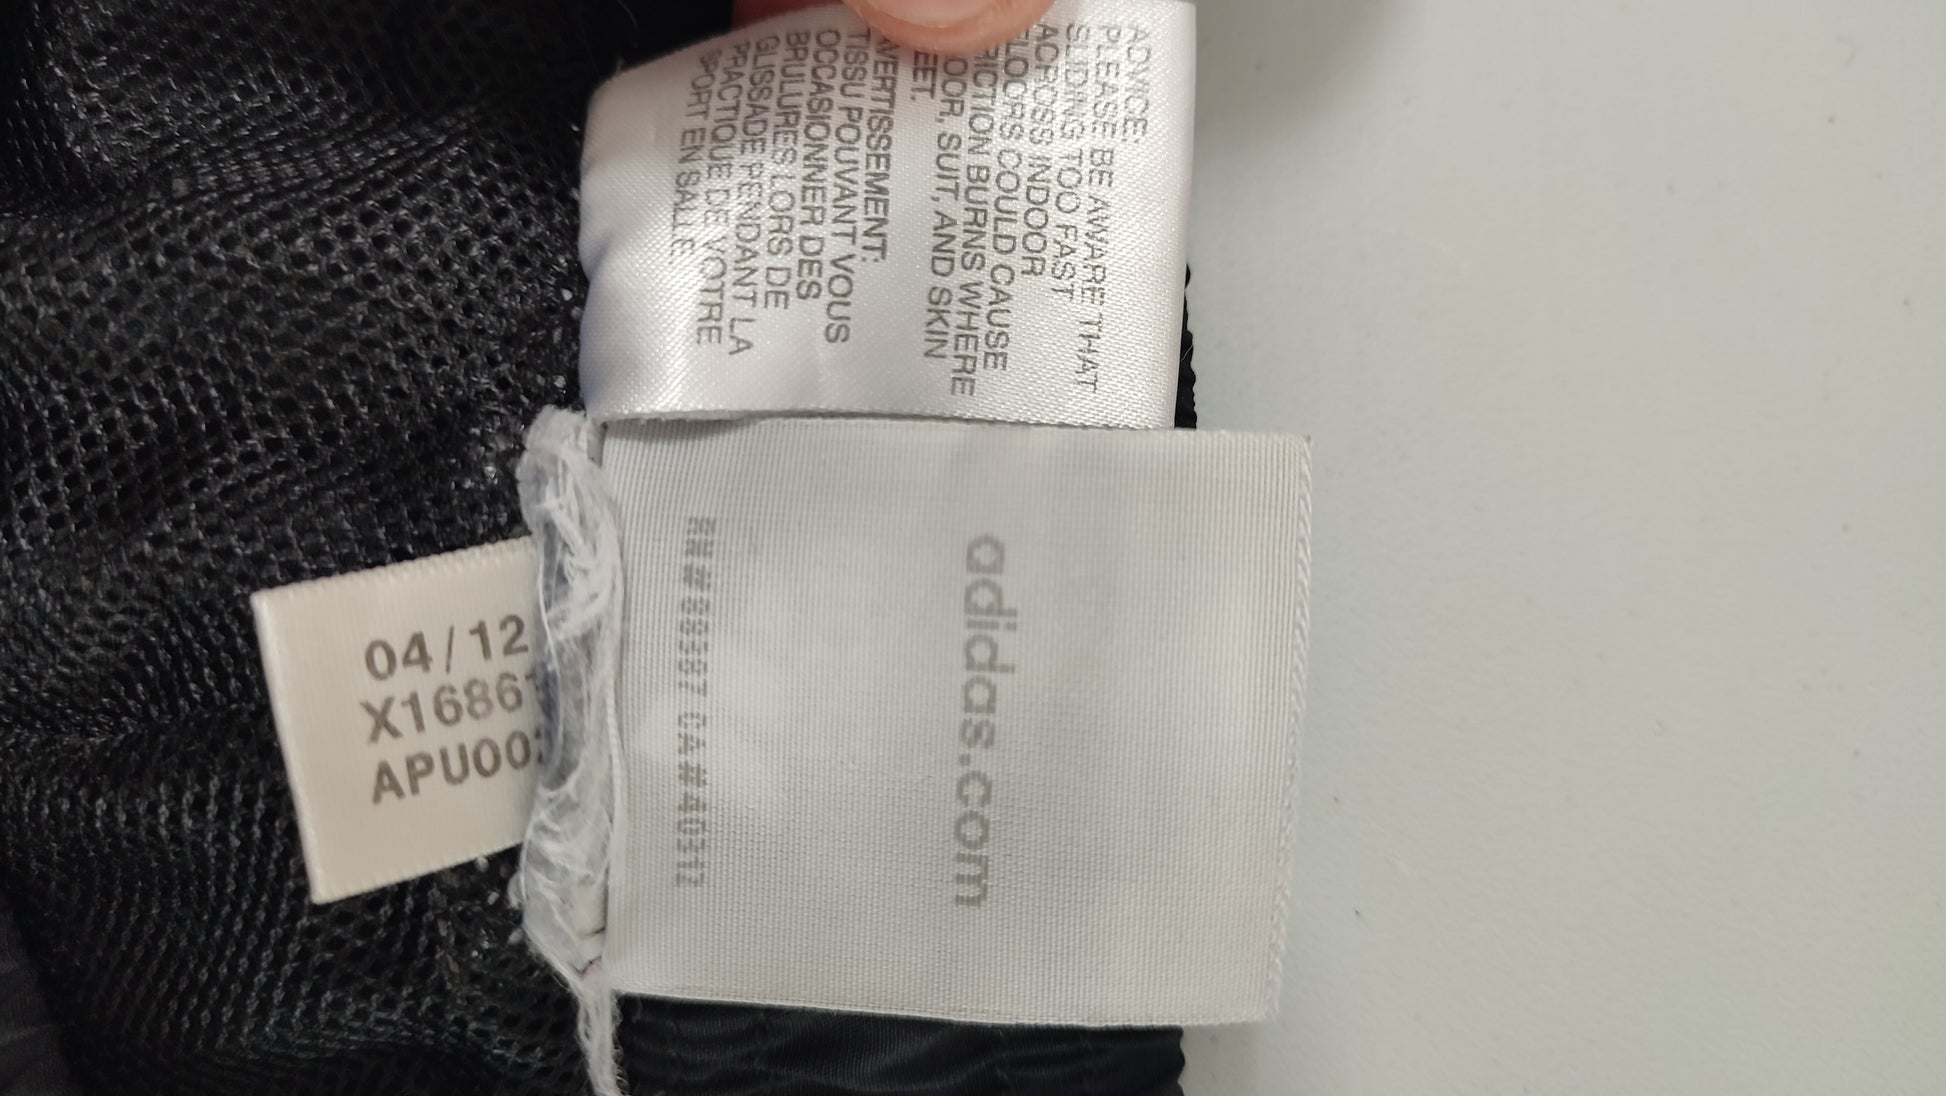 ADVICE:
PLEASE BE AWARE THAT
SLIDING TOO FAST
ACROSS INDOOR
FLOORS COULD CAUSE
FRICTION BURNS WHERE
SUIT, AND SKIN
AVERTISSEMENT:
TISSU POUVANT VOUS
OCCASIONNER DES
BRULURES LORS DE
GLISSADE PENDANT LA
PRACTIQUE DE VOTRE
SPORT EN SALLE
adidas.com
RN#88387 CA#40312
04/12
X1686
APU00